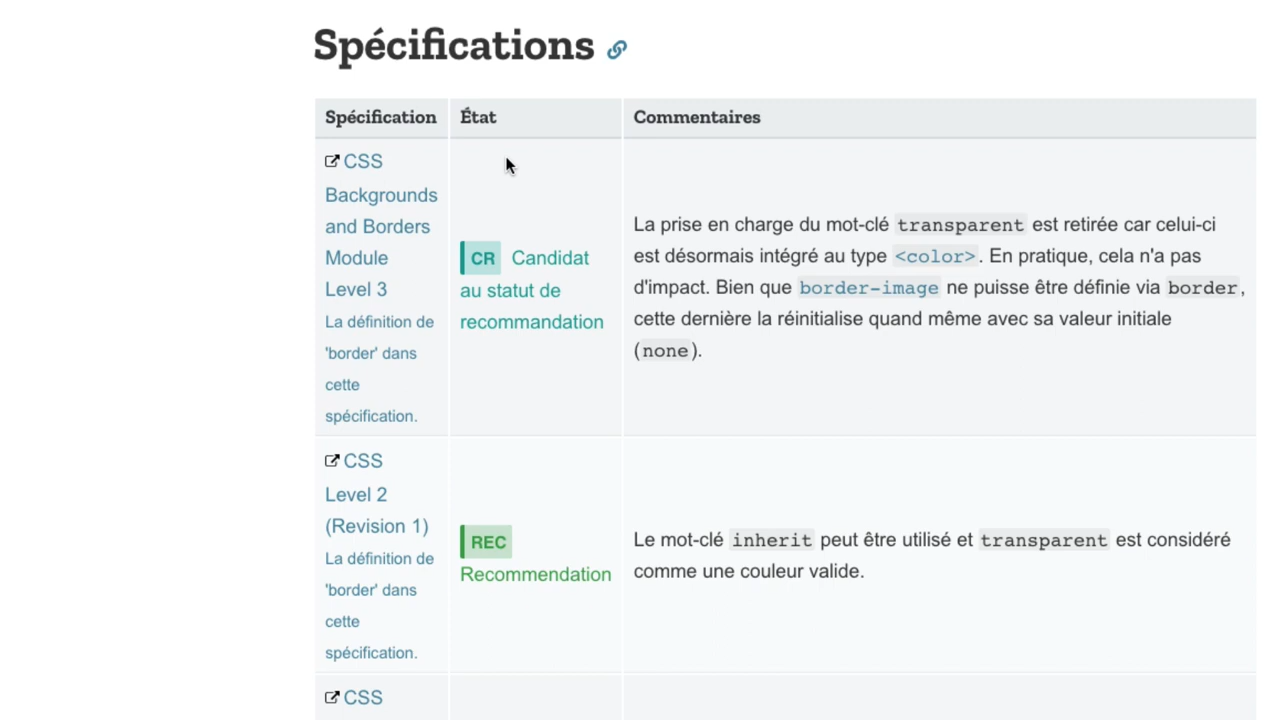 Spécifications
Spécification État Commentaires
CSS
Backgrounds
and Borders
Module
Level 3
La définition de
'border' dans
cette
spécification.
CR Candidat
au statut de
recommandation
La prise en charge du mot-clé transparent est retirée car celui-ci
est désormais intégré au type <color>. En pratique, cela n'a pas
d'impact. Bien que border-image ne puisse être définie via border,
cette dernière la réinitialise quand même avec sa valeur initiale
(none).
CSS
Level 2
(Revision 1)
La définition de
'border' dans
cette
spécification.
REC
Recommendation
Le mot-clé inherit peut être utilisé et transparent est considéré
comme une couleur valide.
CSS